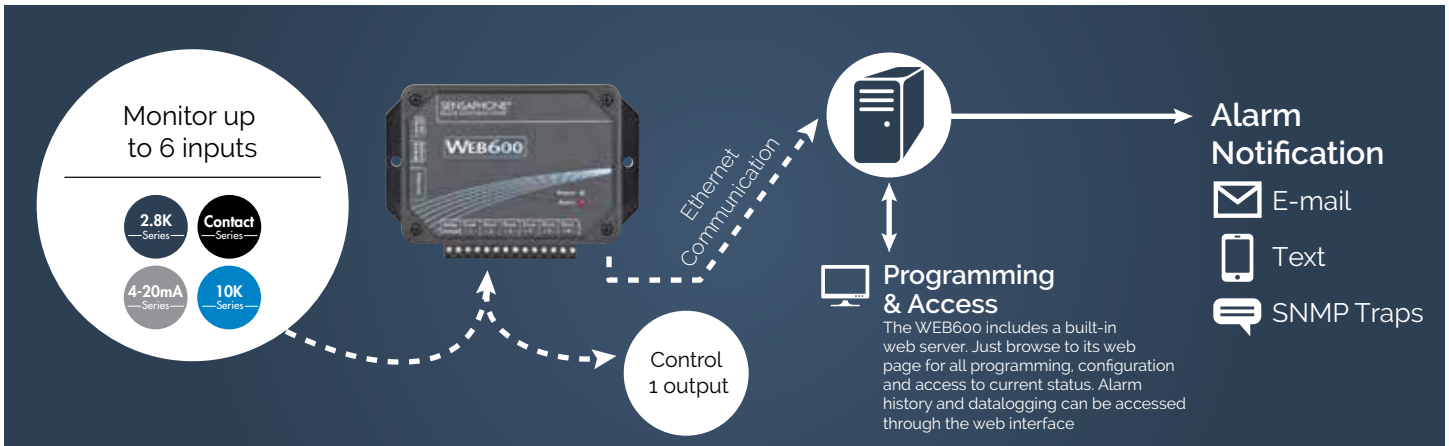 Monitor up
to 6 inputs
2.8K
Series
Contact
Series
4-20mA
Series
10K
Series
SENSAPHONE®
WEB600
Ethernet
Communication
Control
1 output
Programming
& Access
The WEB600 includes a built-in
web server. Just browse to its web
page for all programming, configuration
and access to current status. Alarm
history and datalogging can be accessed
through the web interface
Alarm
Notification
E-mail
Text
SNMP Traps